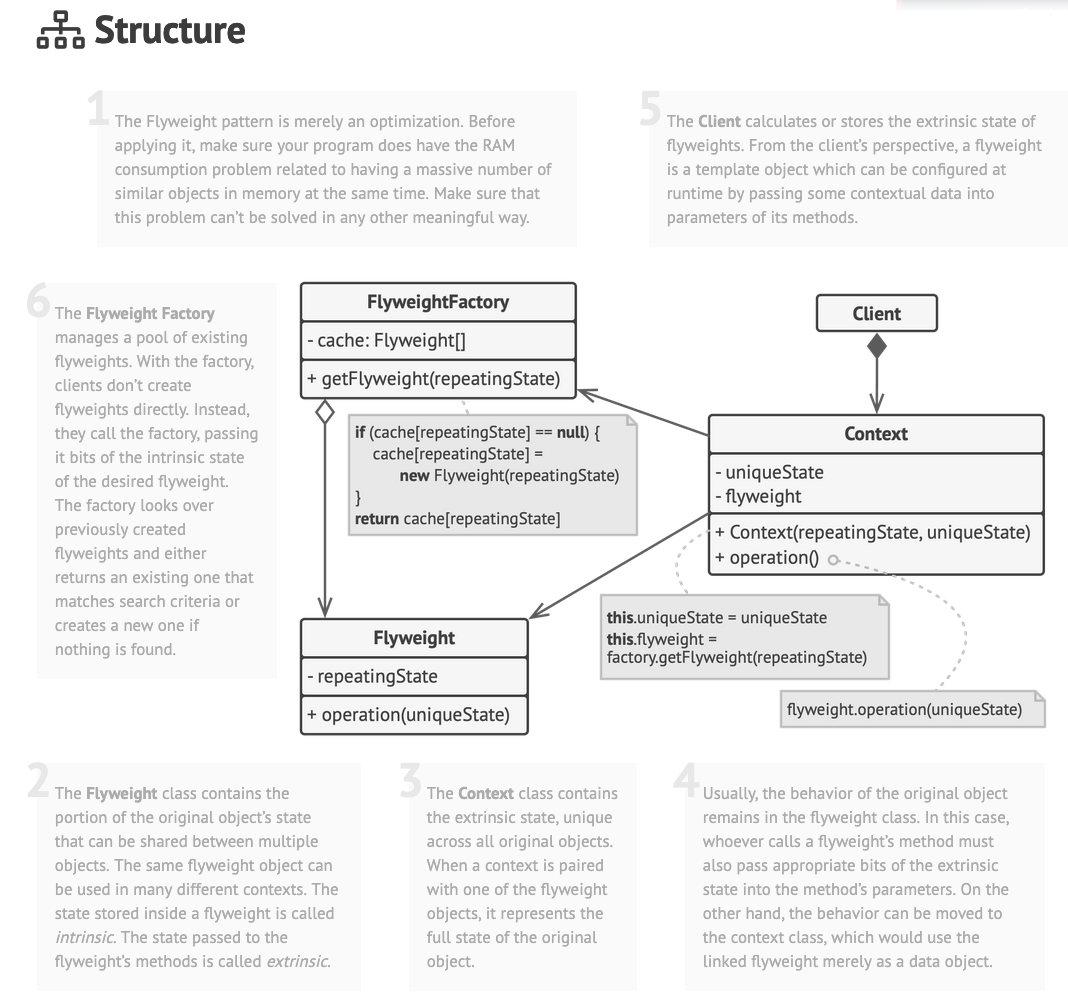 Structure
1
The Flyweight pattern is merely an optimization. Before
applying it, make sure your program does have the RAM
consumption problem related to having a massive number of
similar objects in memory at the same time. Make sure that
this problem can't be solved in any other meaningful way.
5
The Client calculates or stores the extrinsic state of
flyweights. From the client's perspective, a flyweight
is a template object which can be configured at
runtime by passing some contextual data into
parameters of its methods.
6
The Flyweight Factory
manages a pool of existing
flyweights. With the factory,
clients don't create
flyweights directly. Instead,
they call the factory, passing
it bits of the intrinsic state
of the desired flyweight.
The factory looks over
previously created
flyweights and either
returns an existing one that
matches search criteria or
creates a new one if
nothing is found.
FlyweightFactory
- cache: Flyweight[]
+ getFlyweight(repeatingState)
if (cache[repeatingState] == null) {
cache[repeatingState] =
new Flyweight(repeatingState)
}
return cache[repeatingState]
Client
Context
- uniqueState
- flyweight
+ Context(repeatingState, uniqueState)
+ operation()
this.uniqueState = uniqueState
this.flyweight =
factory.getFlyweight(repeatingState)
flyweight.operation(uniqueState)
Flyweight
- repeatingState
+ operation(uniqueState)
2
The Flyweight class contains the
portion of the original object's state
that can be shared between multiple
objects. The same flyweight object can
be used in many different contexts. The
state stored inside a flyweight is called
intrinsic. The state passed to the
flyweight's methods is called extrinsic.
3
The Context class contains
the extrinsic state, unique
across all original objects.
When a context is paired
with one of the flyweight
objects, it represents the
full state of the original
object.
4
Usually, the behavior of the original object
remains in the flyweight class. In this case,
whoever calls a flyweight's method must
also pass appropriate bits of the extrinsic
state into the method's parameters. On the
other hand, the behavior can be moved to
the context class, which would use the
linked flyweight merely as a data object.